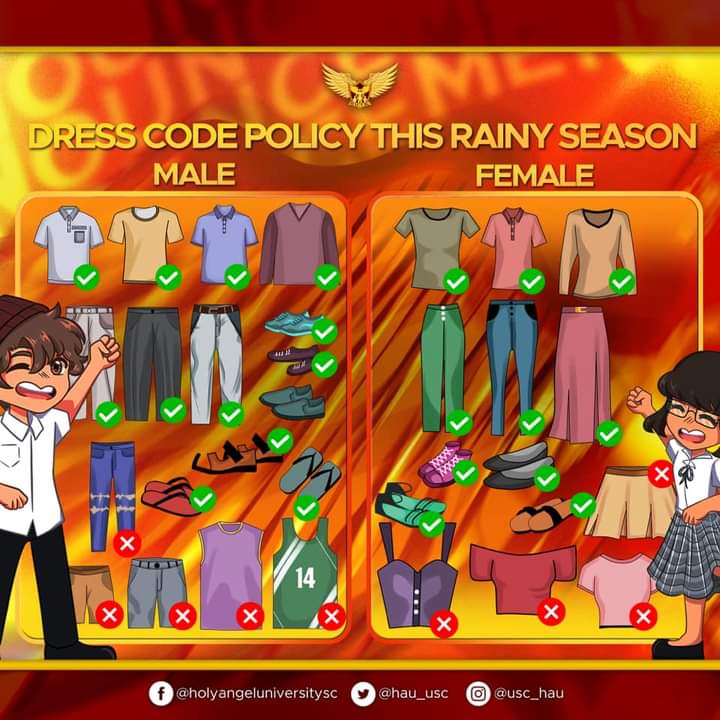 DRESS CODE POLICY THIS RAINY SEASON
MALE
FEMALE
14
@holyangeluniversitysc @hau_usc @usc_hau